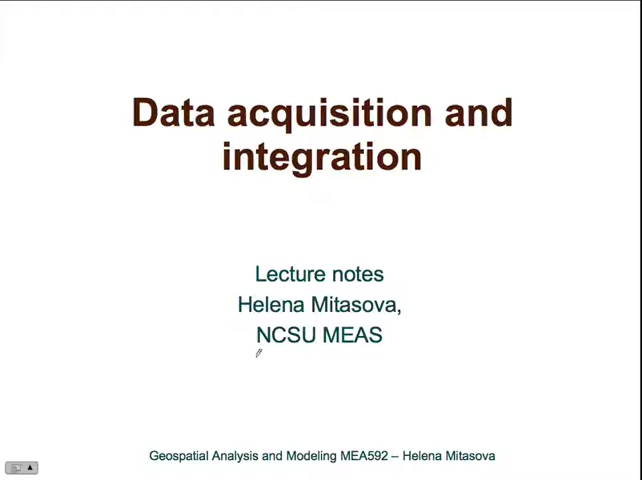 Data acquisition and
integration
Lecture notes
Helena Mitasova,
NCSU MEAS
Geospatial Analysis and Modeling MEA592 – Helena Mitasova